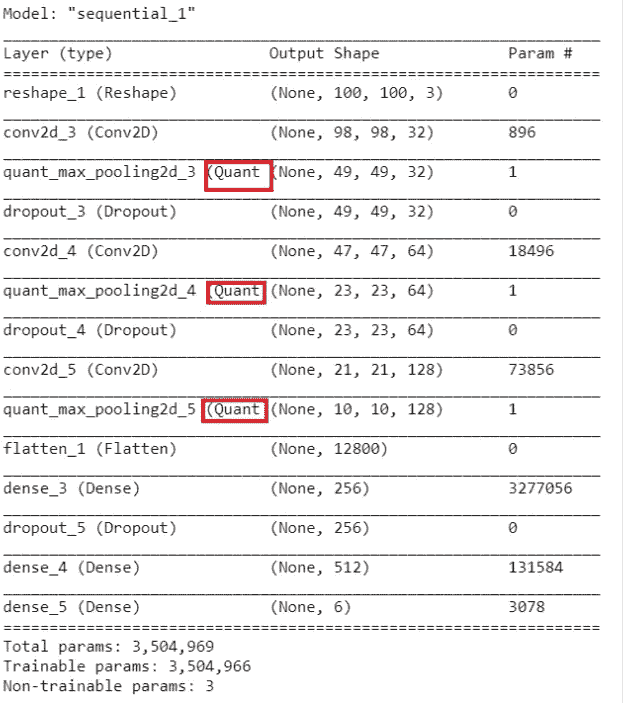 Model: "sequential_1"
Layer (type) Output Shape Param #
reshape_1 (Reshape) (None, 100, 100, 3) 0
conv2d_3 (Conv2D) (None, 98, 98, 32) 896
quant_max_pooling2d_3 (Quant (None, 49, 49, 32) 1
dropout_3 (Dropout) (None, 49, 49, 32) 0
conv2d_4 (Conv2D) (None, 47, 47, 64) 18496
quant_max_pooling2d_4 (Quant (None, 23, 23, 64) 1
dropout_4 (Dropout) (None, 23, 23, 64) 0
conv2d_5 (Conv2D) (None, 21, 21, 128) 73856
quant_max_pooling2d_5 (Quant (None, 10, 10, 128) 1
flatten_1 (Flatten) (None, 12800) 0
dense_3 (Dense) (None, 256) 3277056
dropout_5 (Dropout) (None, 256) 0
dense_4 (Dense) (None, 512) 131584
dense_5 (Dense) (None, 6) 3078
Total params: 3,504,969
Trainable params: 3,504,966
Non-trainable params: 3